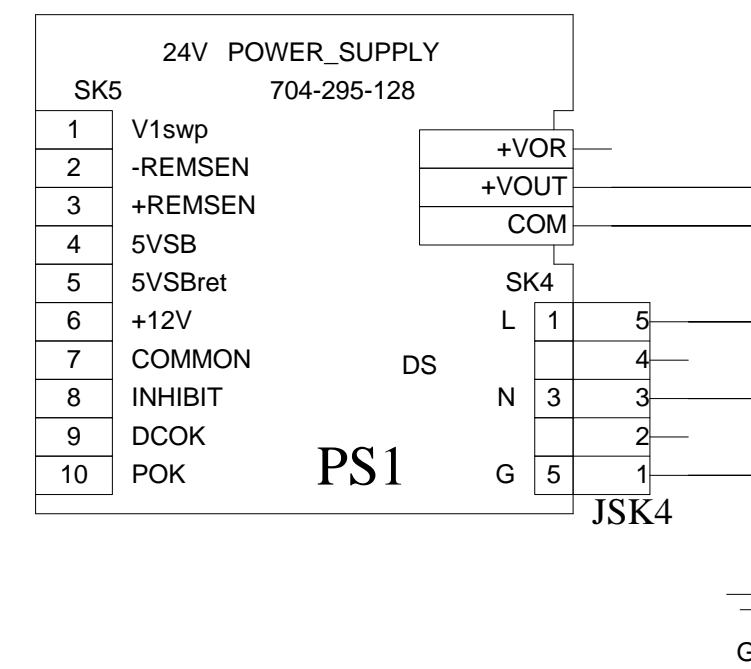 24V POWER_SUPPLY
SK5 704-295-128
1 V1swp
+VOR
2 -REMSEN
+VOUT
3 +REMSEN
COM
4 5VSB
5 5VSBret SK4
6 +12V L 1 5
7 COMMON DS 4
8 INHIBIT N 3 3
9 DCOK 2
10 POK PS1 G 5 1
JSK4
G